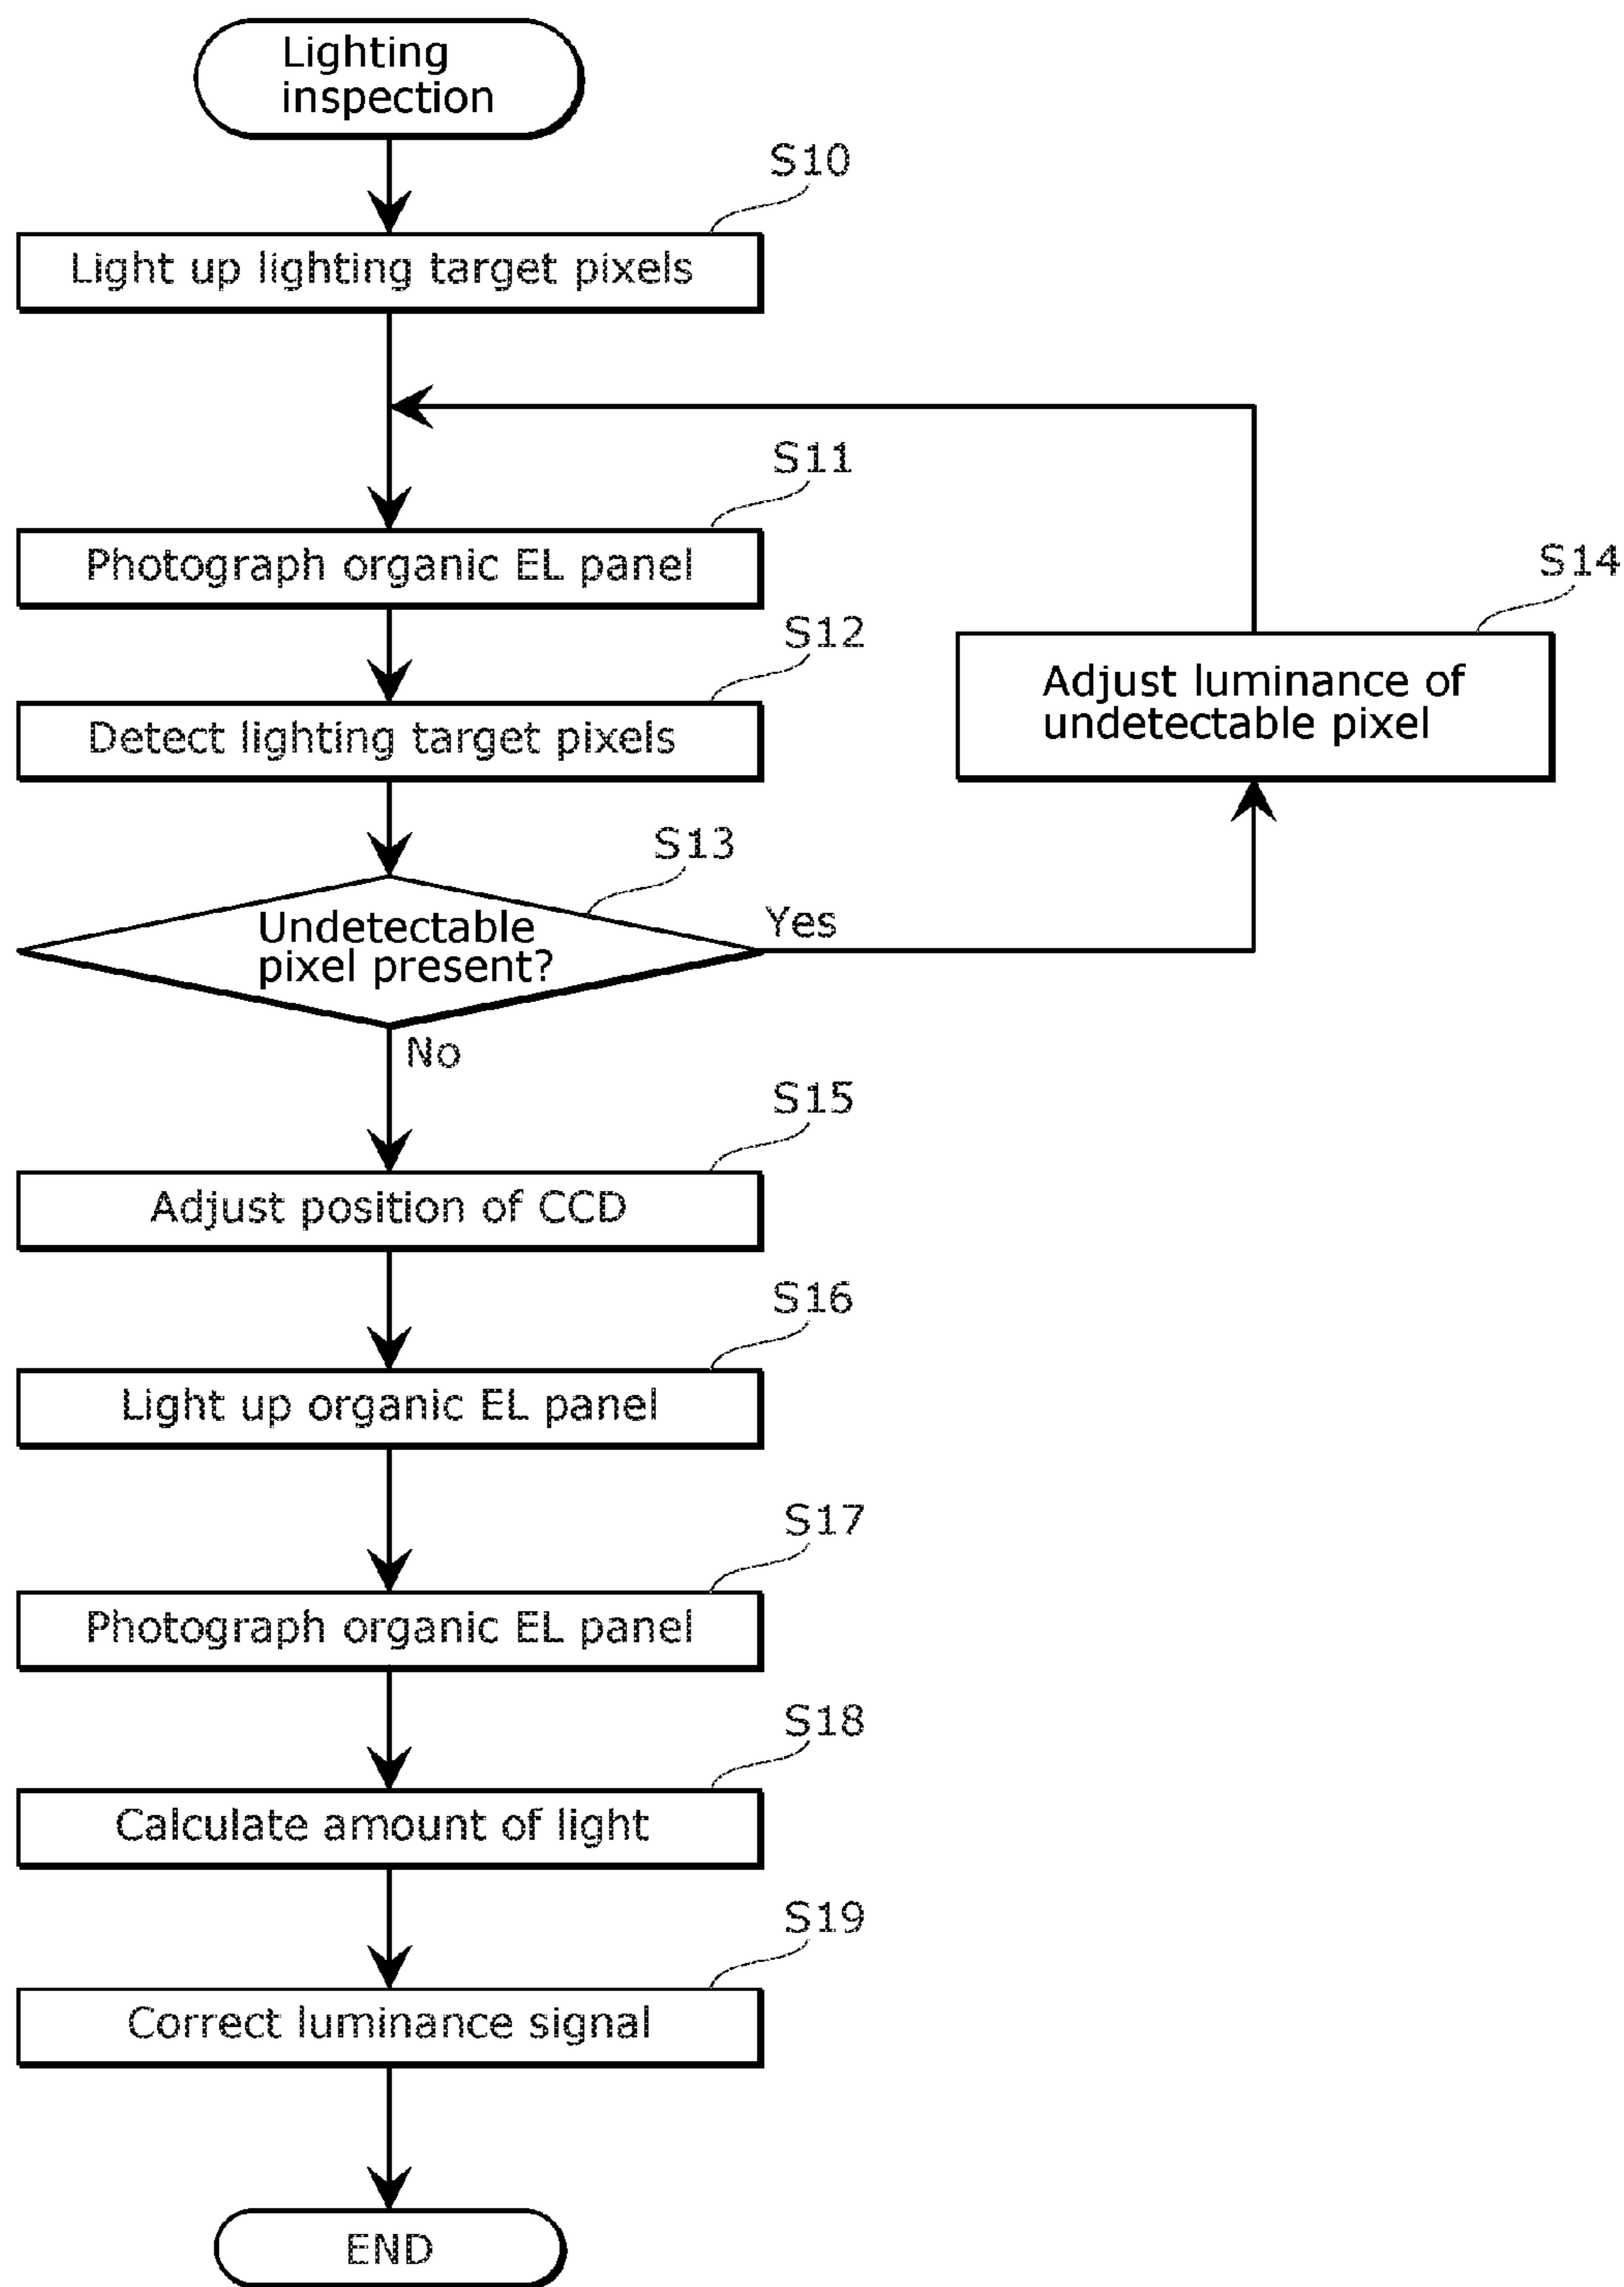 Lighting
inspection
S10
Light up lighting target pixels
S11
Photograph organic EL panel
S12
Detect lighting target pixels
S13
Undetectable
pixel present?
Yes
No
S14
Adjust luminance of
undetectable pixel
S15
Adjust position of CCD
S16
Light up organic EL panel
S17
Photograph organic EL panel
S18
Calculate amount of light
S19
Correct luminance signal
END